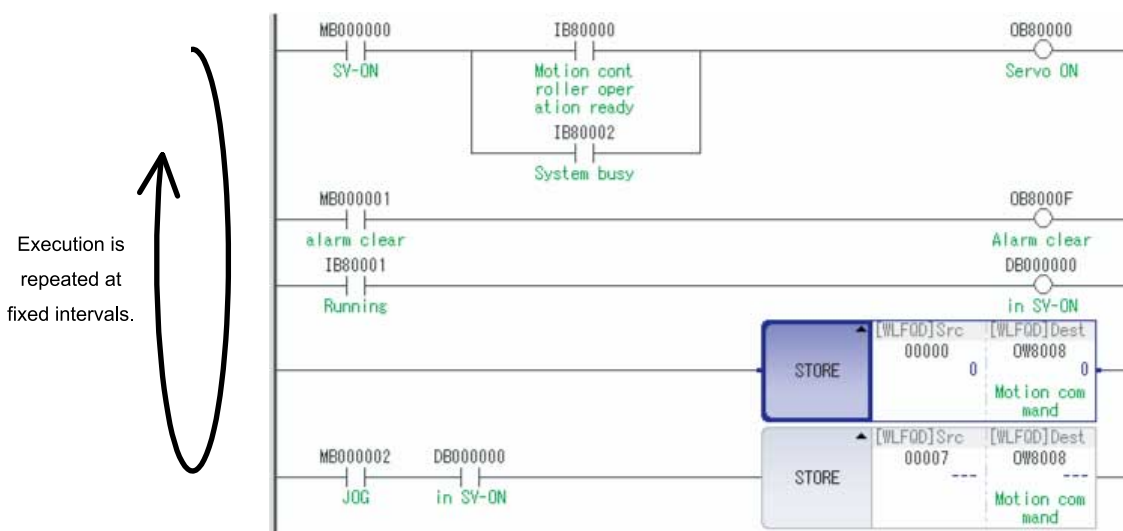 MB000000 IB80000 OB80000
SV-ON Motion cont Servo ON
roller oper
ation ready
IB80002
System busy
MB000001 OB8000F
alarm clear Alarm clear
IB80001 DB000000
Running in SV-ON
Execution is
repeated at
fixed intervals.
STORE
[WLFQD]Src [WLFQD]Dest
00000 OW8008
0 0
Motion com
mand
MB000002 DB000000
JOG in SV-ON
STORE
[WLFQD]Src [WLFQD]Dest
00007 OW8008
--- ---
Motion com
mand